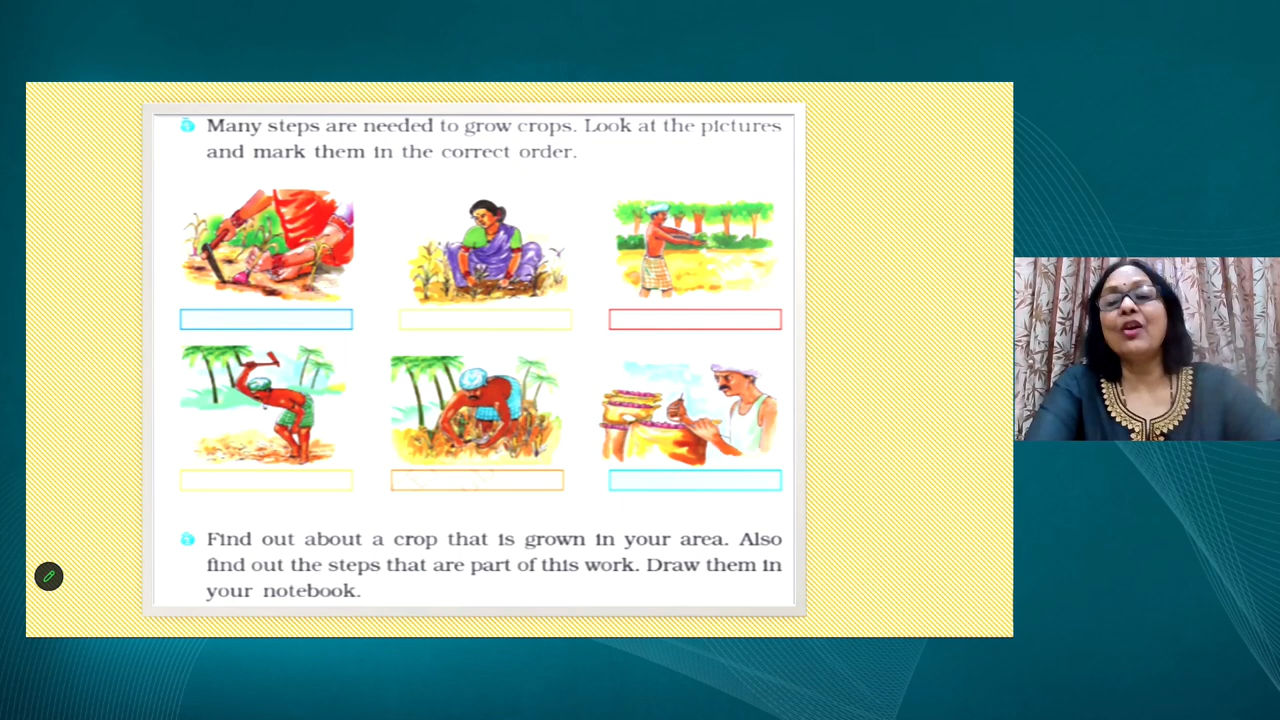 Many steps are needed to grow crops. Look at the pictures
and mark them in the correct order.
Find out about a crop that is grown in your area. Also
find out the steps that are part of this work. Draw them in
your notebook.